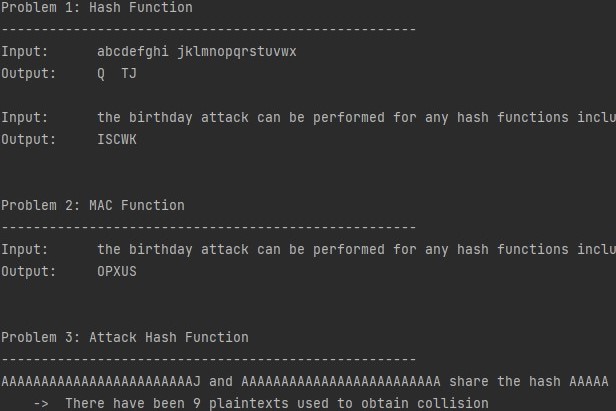 Problem 1: Hash Function
----------------------------------------------------
Input:      abcdefghi jklmnopqrstuvwx
Output:     Q  TJ
Input:      the birthday attack can be performed for any hash functions inclu
Output:     ISCWK
Problem 2: MAC Function
----------------------------------------------------
Input:      the birthday attack can be performed for any hash functions inclu
Output:     OPXUS
Problem 3: Attack Hash Function
----------------------------------------------------
AAAAAAAAAAAAAAAAAAAAAAAAJ and AAAAAAAAAAAAAAAAAAAAAAAAA share the hash AAAAA
    ->  There have been 9 plaintexts used to obtain collision